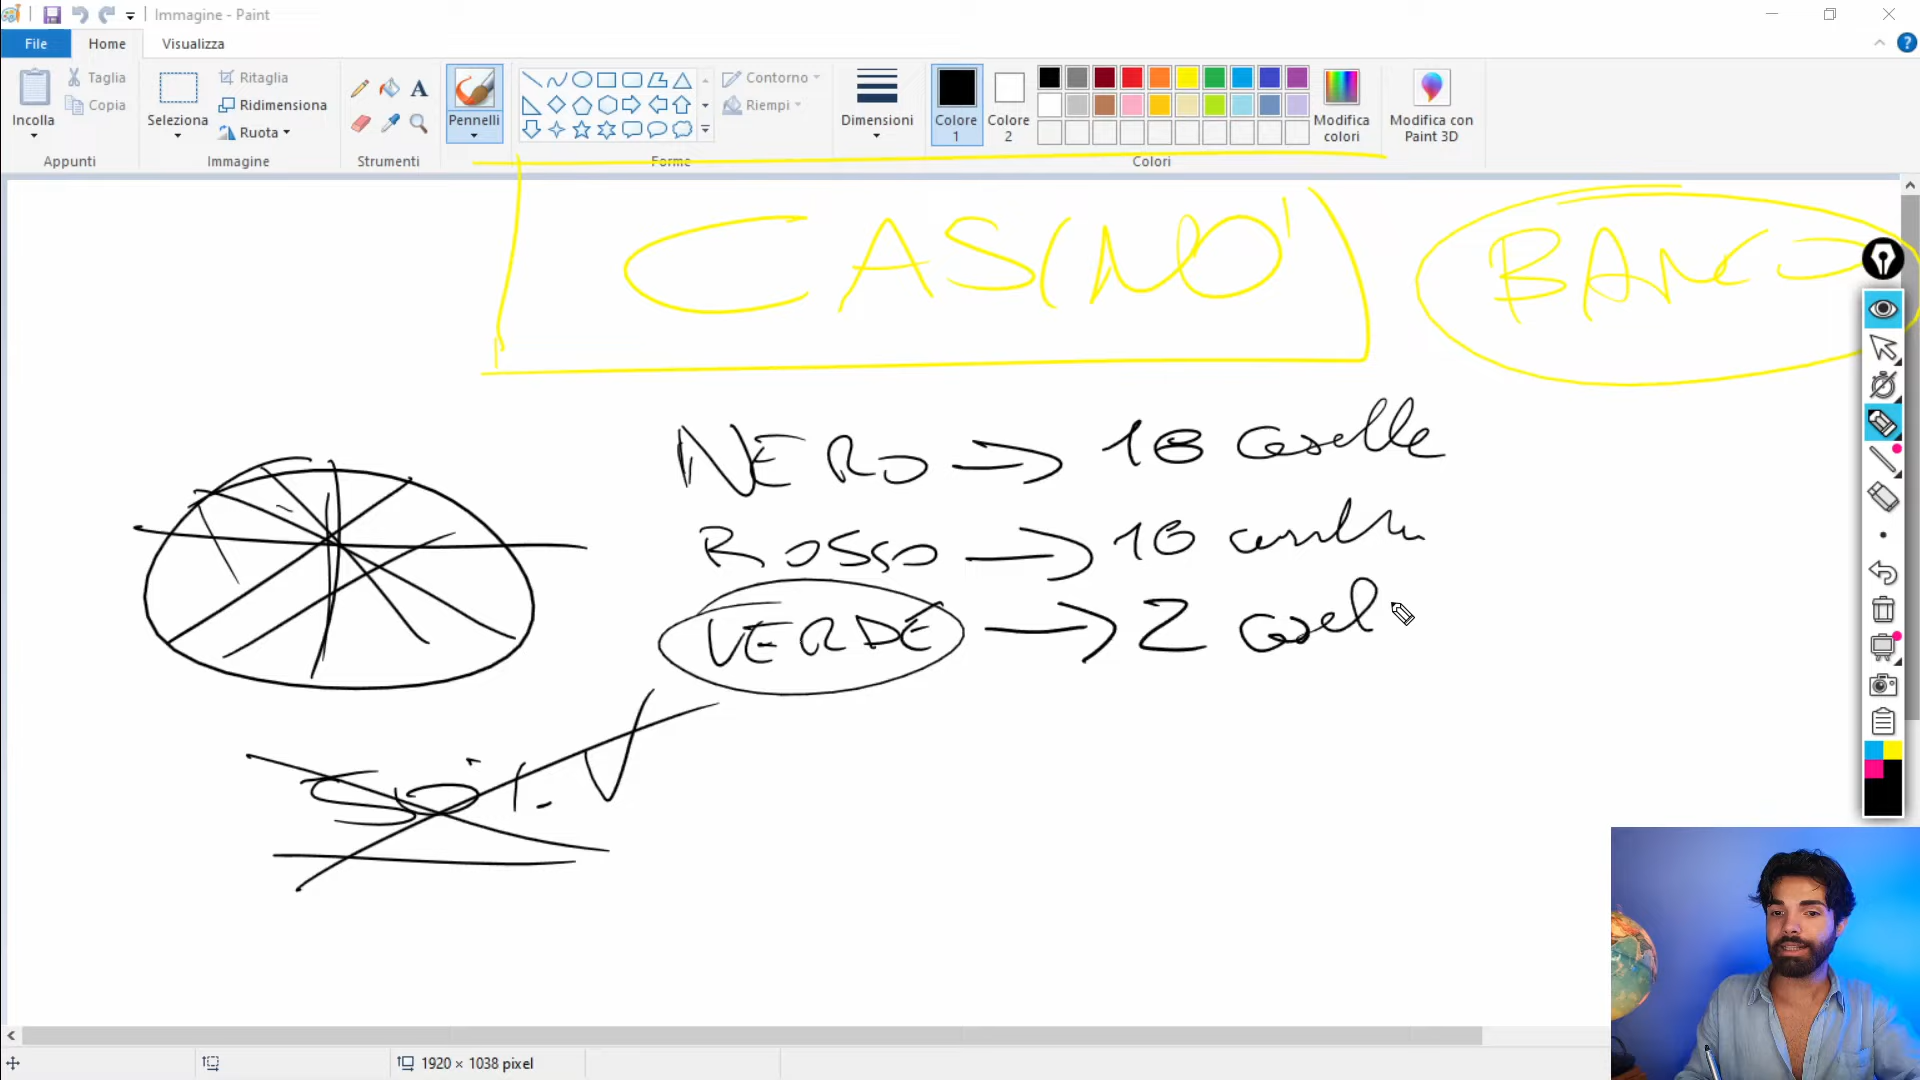 Immagine - Paint
File Home Visualizza
Incolla
Taglia
Copia
Appunti
Seleziona
Ritaglia
Ridimensiona
Ruota
Immagine
A
Strumenti
Pennelli
Forme
Contorno
Riempi
Dimensioni
Colore 1
Colore 2
Modifica colori
Colori
Modifica con Paint 3D
CASINO'
BANCO
NERO → 18 caselle
ROSSO → 18 caselle
VERDE → 2 casel
50%
1920 × 1038 pixel